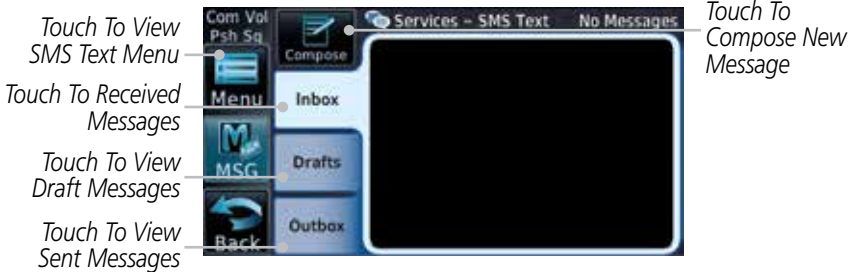 Touch To View
SMS Text Menu
Touch To Received
Messages
Touch To View
Draft Messages
Touch To View
Sent Messages
Com Vol
Psh Sq
Menu
MSG
Back
Compose
Inbox
Drafts
Outbox
Services – SMS Text No Messages
Touch To
Compose New
Message